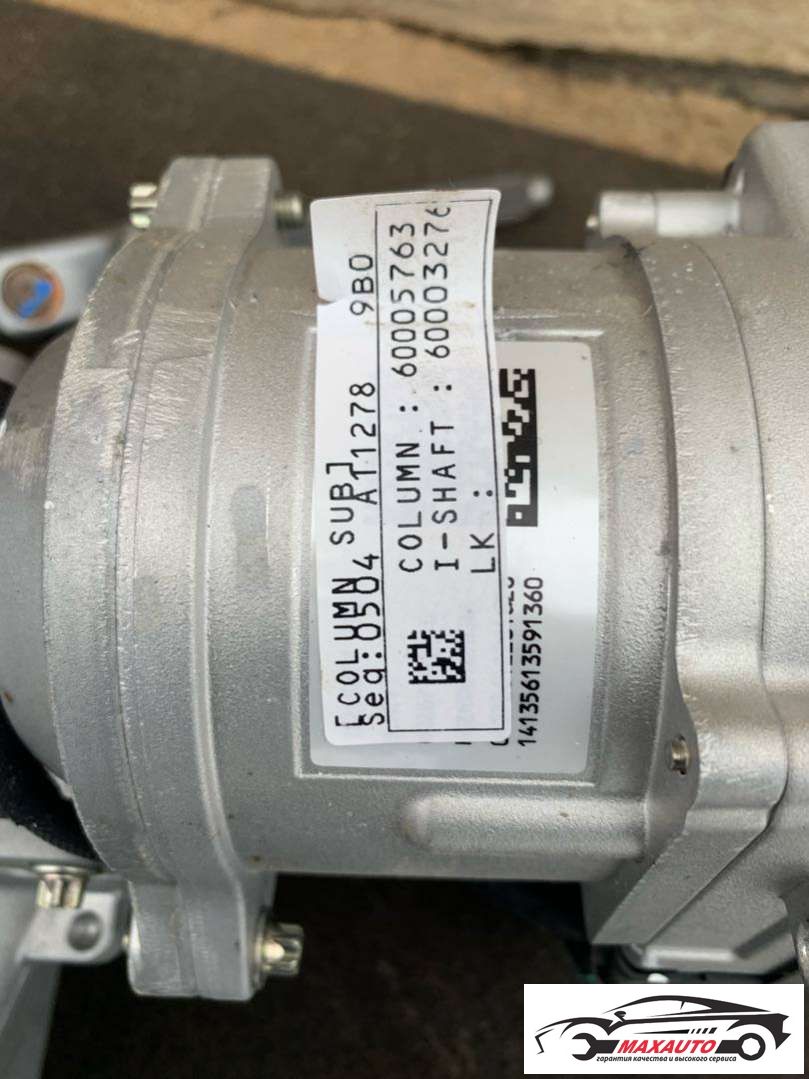 [COLUMN SUB]
Seq:0504 AT1278 9B0
COLUMN : 60005763
I-SHAFT : 60003276
LK :
14135613591360
MAXAUTO
гарантия качества и высокого сервиса